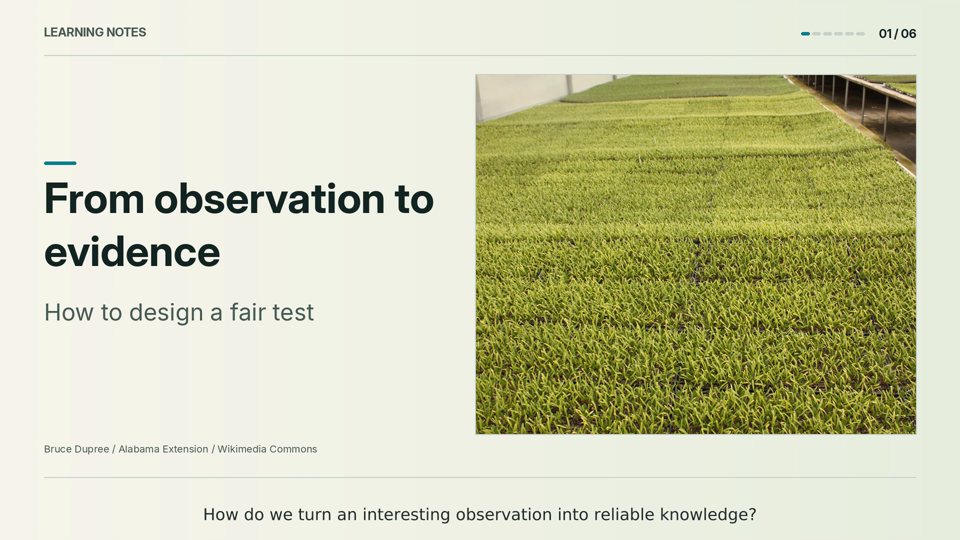 LEARNING NOTES
01 / 06
From observation to
evidence
How to design a fair test
Bruce Dupree / Alabama Extension / Wikimedia Commons
How do we turn an interesting observation into reliable knowledge?